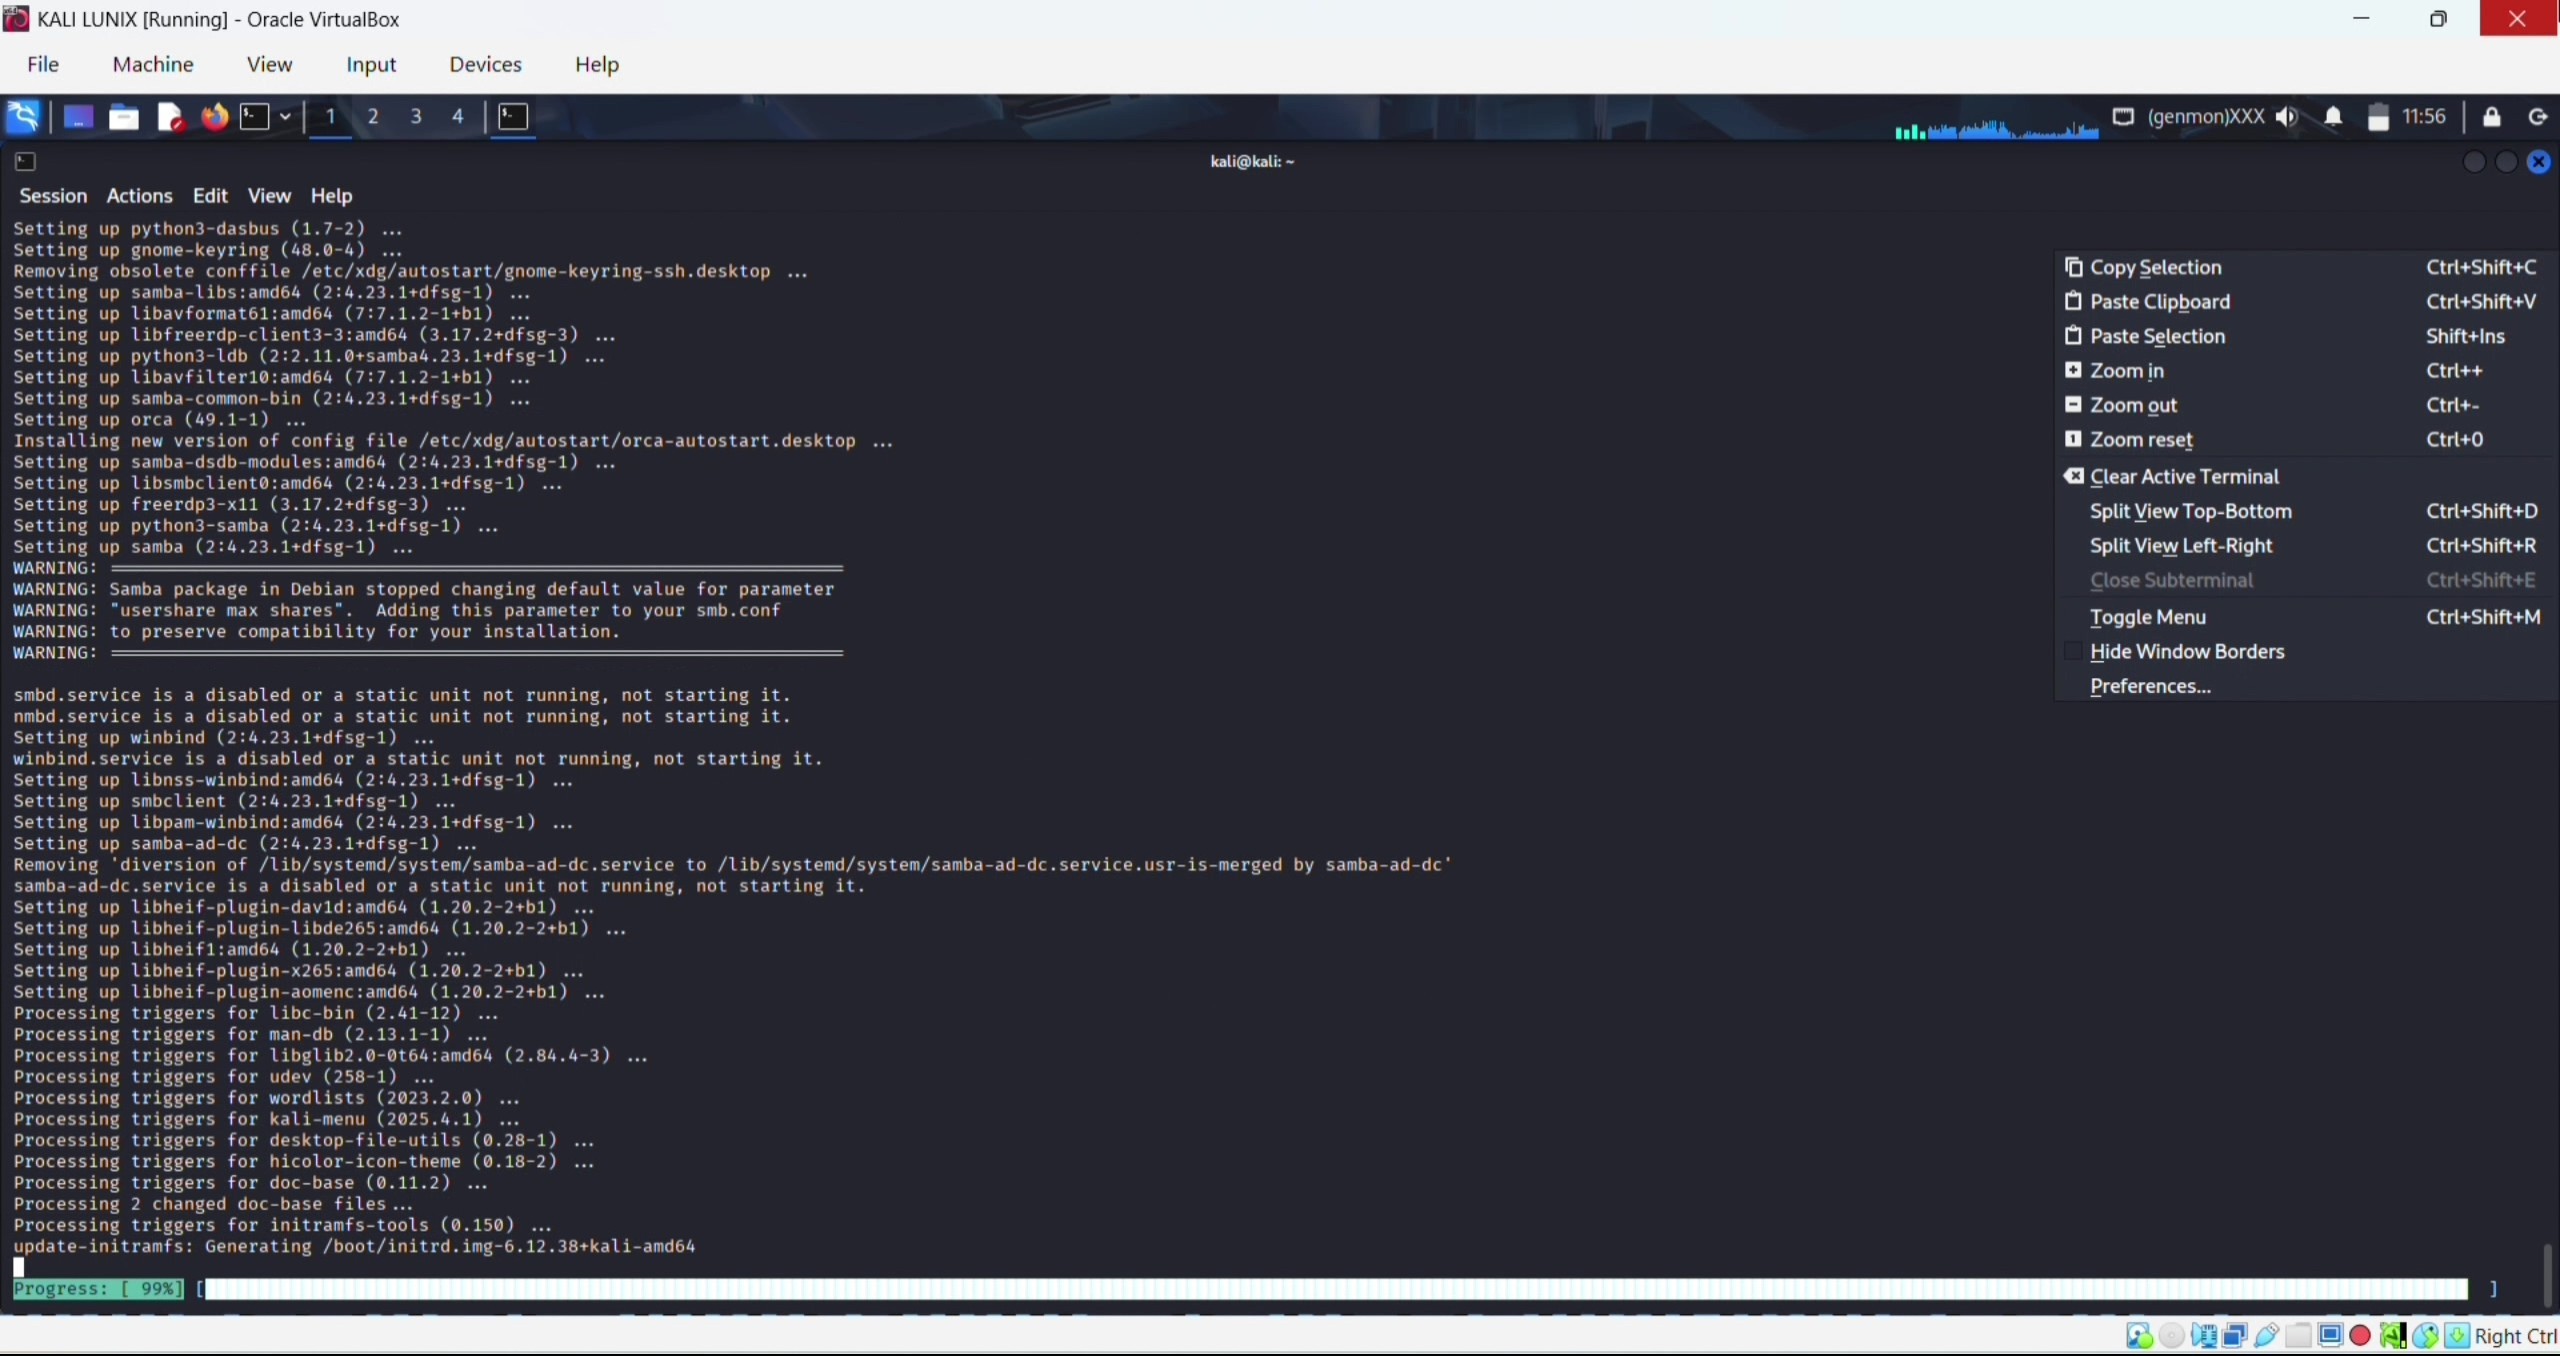 KALI LUNIX [Running] - Oracle VirtualBox
File Machine View Input Devices Help
1 2 3 4 (genmon)XXX 11:56
kali@kali: ~
Session Actions Edit View Help
Setting up python3-dasbus (1.7-2) ...
Setting up gnome-keyring (48.0-4) ...
Removing obsolete conffile /etc/xdg/autostart/gnome-keyring-ssh.desktop ...
Setting up samba-libs:amd64 (2:4.23.1+dfsg-1) ...
Setting up libavformat61:amd64 (7:7.1.2-1+b1) ...
Setting up libfreerdp-client3-3:amd64 (3.17.2+dfsg-3) ...
Setting up python3-ldb (2:2.11.0+samba4.23.1+dfsg-1) ...
Setting up libavfilter10:amd64 (7:7.1.2-1+b1) ...
Setting up samba-common-bin (2:4.23.1+dfsg-1) ...
Setting up orca (49.1-1) ...
Installing new version of config file /etc/xdg/autostart/orca-autostart.desktop ...
Setting up samba-dsdb-modules:amd64 (2:4.23.1+dfsg-1) ...
Setting up libsmbclient0:amd64 (2:4.23.1+dfsg-1) ...
Setting up freerdp3-x11 (3.17.2+dfsg-3) ...
Setting up python3-samba (2:4.23.1+dfsg-1) ...
Setting up samba (2:4.23.1+dfsg-1) ...
WARNING:
WARNING: Samba package in Debian stopped changing default value for parameter
WARNING: "usershare max shares".  Adding this parameter to your smb.conf
WARNING: to preserve compatibility for your installation.
WARNING:
smbd.service is a disabled or a static unit not running, not starting it.
nmbd.service is a disabled or a static unit not running, not starting it.
Setting up winbind (2:4.23.1+dfsg-1) ...
winbind.service is a disabled or a static unit not running, not starting it.
Setting up libnss-winbind:amd64 (2:4.23.1+dfsg-1) ...
Setting up smbclient (2:4.23.1+dfsg-1) ...
Setting up libpam-winbind:amd64 (2:4.23.1+dfsg-1) ...
Setting up samba-ad-dc (2:4.23.1+dfsg-1) ...
Removing 'diversion of /lib/systemd/system/samba-ad-dc.service to /lib/systemd/system/samba-ad-dc.service.usr-is-merged by samba-ad-dc'
samba-ad-dc.service is a disabled or a static unit not running, not starting it.
Setting up libheif-plugin-dav1d:amd64 (1.20.2-2+b1) ...
Setting up libheif-plugin-libde265:amd64 (1.20.2-2+b1) ...
Setting up libheif1:amd64 (1.20.2-2+b1) ...
Setting up libheif-plugin-x265:amd64 (1.20.2-2+b1) ...
Setting up libheif-plugin-aomenc:amd64 (1.20.2-2+b1) ...
Processing triggers for libc-bin (2.41-12) ...
Processing triggers for man-db (2.13.1-1) ...
Processing triggers for libglib2.0-0t64:amd64 (2.84.4-3) ...
Processing triggers for udev (258-1) ...
Processing triggers for wordlists (2023.2.0) ...
Processing triggers for kali-menu (2025.4.1) ...
Processing triggers for desktop-file-utils (0.28-1) ...
Processing triggers for hicolor-icon-theme (0.18-2) ...
Processing triggers for doc-base (0.11.2) ...
Processing 2 changed doc-base files...
Processing triggers for initramfs-tools (0.150) ...
update-initramfs: Generating /boot/initrd.img-6.12.38+kali-amd64
Progress: [ 99%] [ ]
Copy Selection Ctrl+Shift+C
Paste Clipboard Ctrl+Shift+V
Paste Selection Shift+Ins
Zoom in Ctrl++
Zoom out Ctrl+-
Zoom reset Ctrl+0
Clear Active Terminal
Split View Top-Bottom Ctrl+Shift+D
Split View Left-Right Ctrl+Shift+R
Close Subterminal Ctrl+Shift+E
Toggle Menu Ctrl+Shift+M
Hide Window Borders
Preferences...
Right Ctrl